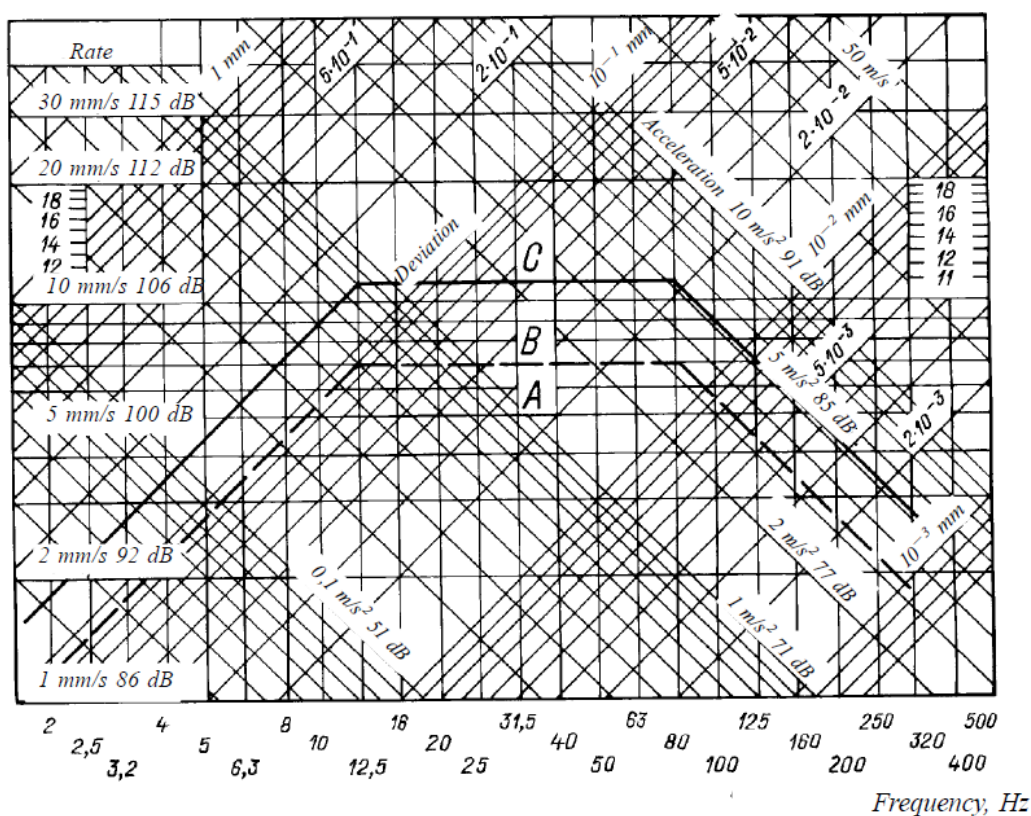 Rate
1 mm
5·10⁻¹
2·10⁻¹
10⁻¹ mm
5·10⁻²
50 m/s
30 mm/s 115 dB
2·10⁻²
Acceleration 10 m/s² 91 dB
20 mm/s 112 dB
18
16
14
12
18
16
14
12
11
10⁻² mm
Deviation
10 mm/s 106 dB
C
B
A
5·10⁻³
5 m/s² 85 dB
5 mm/s 100 dB
2·10⁻³
2 mm/s 92 dB
10⁻³ mm
2 m/s² 77 dB
0,1 m/s² 51 dB
1 m/s² 71 dB
1 mm/s 86 dB
2 4 8 16 31,5 63 125 250 500
2,5 5 10 20 40 80 160 320
3,2 6,3 12,5 25 50 100 200 400
Frequency, Hz